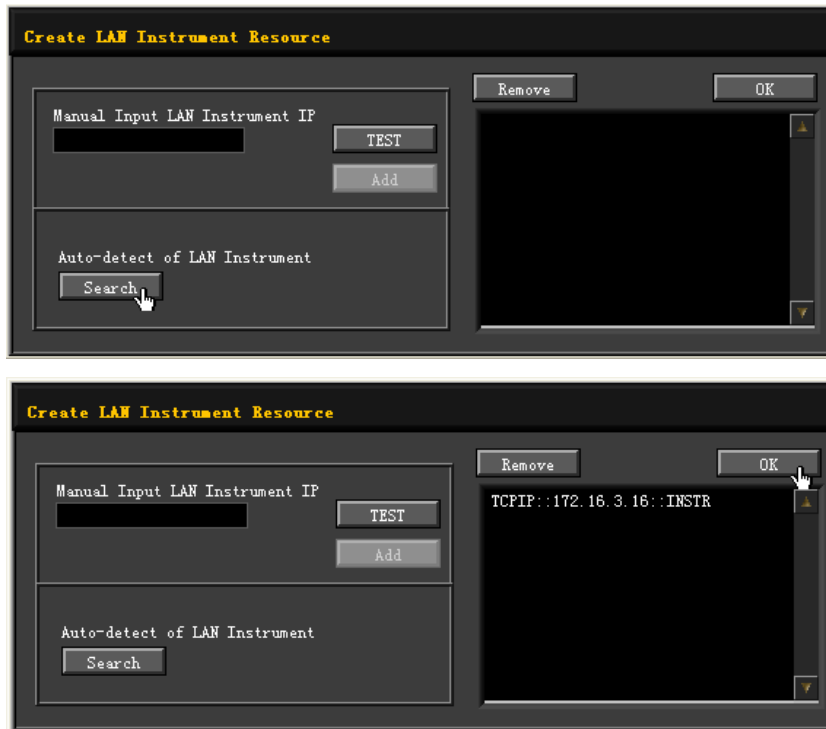 Create LAN Instrument Resource
Manual Input LAN Instrument IP
TEST
Add
Auto-detect of LAN Instrument
Search
Remove
OK
Create LAN Instrument Resource
Manual Input LAN Instrument IP
TEST
Add
Auto-detect of LAN Instrument
Search
Remove
OK
TCPIP::172.16.3.16::INSTR